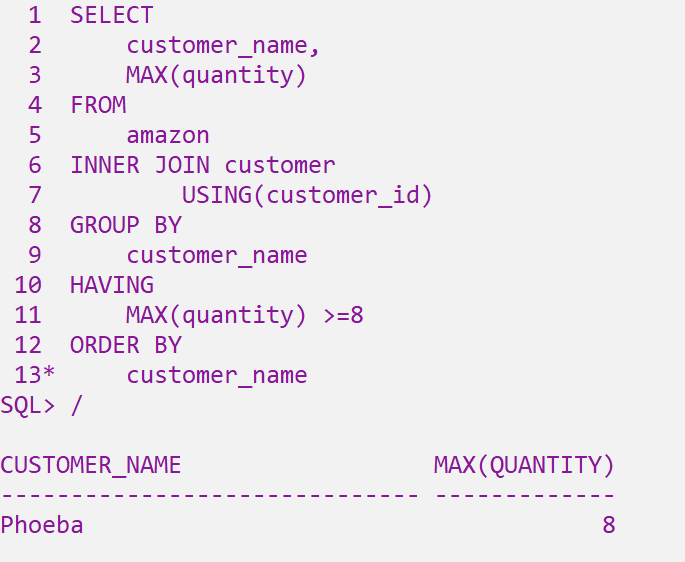 1 SELECT
2 customer_name,
3 MAX(quantity)
4 FROM
5 amazon
6 INNER JOIN customer
7 USING(customer_id)
8 GROUP BY
9 customer_name
10 HAVING
11 MAX(quantity) >=8
12 ORDER BY
13* customer_name
SQL> /
CUSTOMER_NAME MAX(QUANTITY)
------------------------------ -------------
Phoeba 8